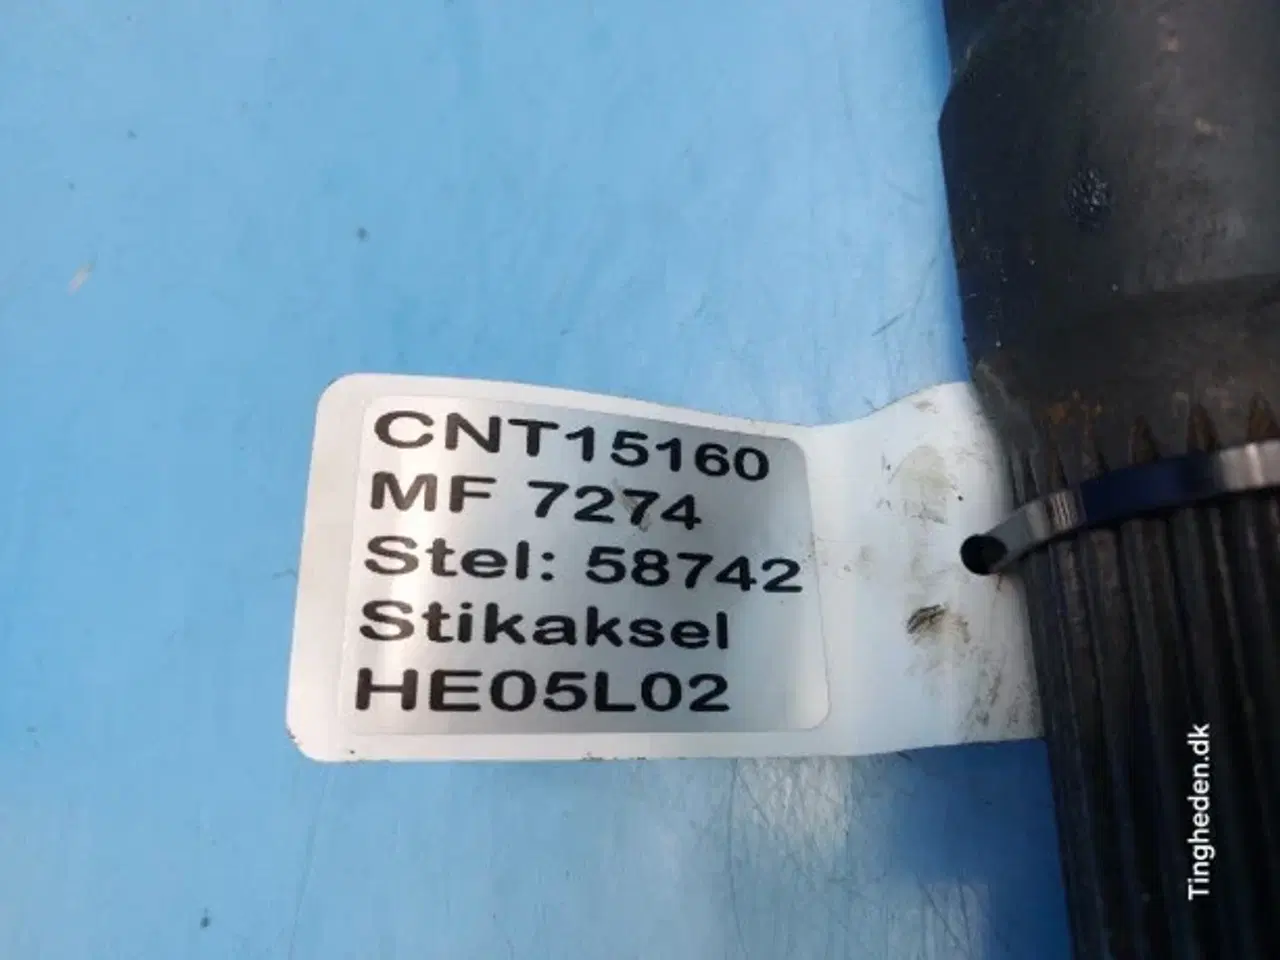 CNT15160
MF 7274
Stel: 58742
Stikaksel
HE05L02
Tingheden.dk